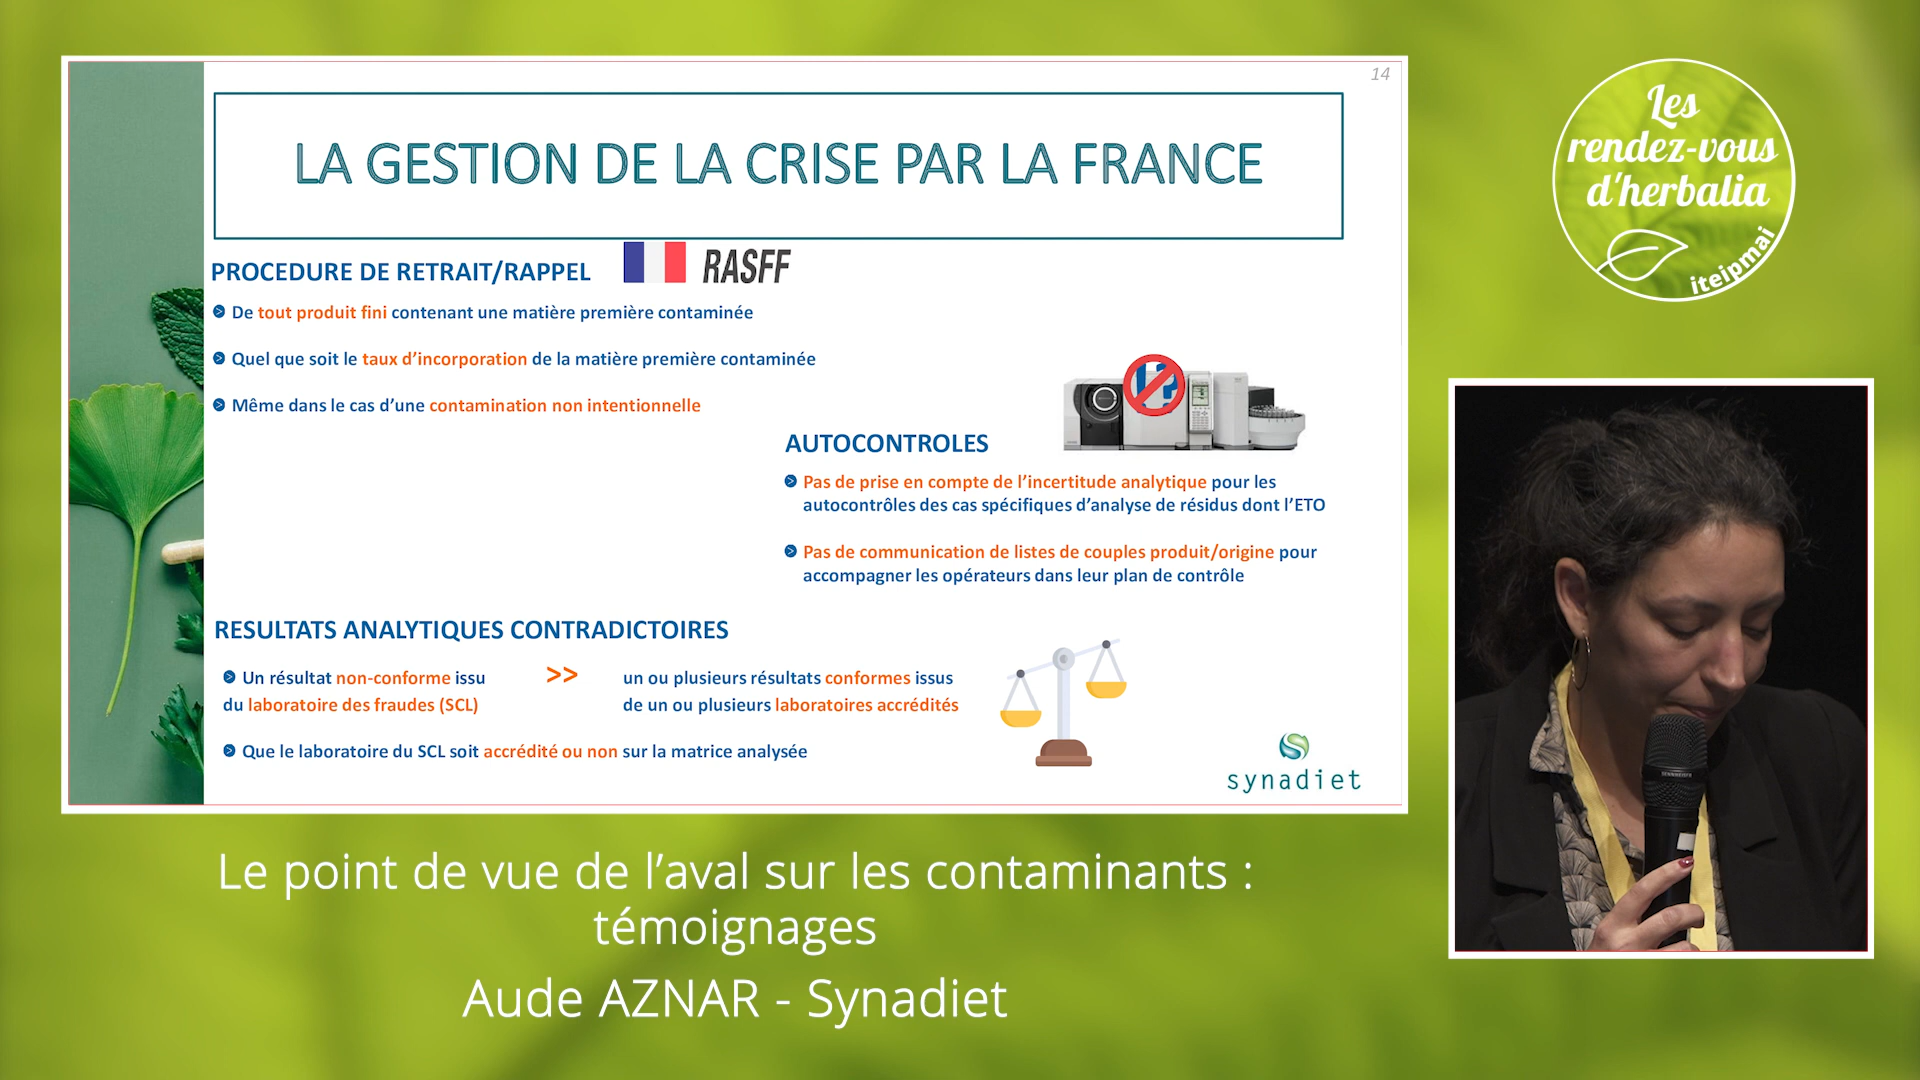 14
LA GESTION DE LA CRISE PAR LA FRANCE
PROCEDURE DE RETRAIT/RAPPEL
RASFF
De tout produit fini contenant une matière première contaminée
Quel que soit le taux d’incorporation de la matière première contaminée
Même dans le cas d’une contamination non intentionnelle
AUTOCONTROLES
Pas de prise en compte de l’incertitude analytique pour les
autocontrôles des cas spécifiques d’analyse de résidus dont l’ETO
Pas de communication de listes de couples produit/origine pour
accompagner les opérateurs dans leur plan de contrôle
RESULTATS ANALYTIQUES CONTRADICTOIRES
Un résultat non-conforme issu
du laboratoire des fraudes (SCL)
>>
un ou plusieurs résultats conformes issus
de un ou plusieurs laboratoires accrédités
Que le laboratoire du SCL soit accrédité ou non sur la matrice analysée
synadiet
Les
rendez-vous
d'herbalia
iteipmai
SENNHEISER
Le point de vue de l’aval sur les contaminants :
témoignages
Aude AZNAR - Synadiet